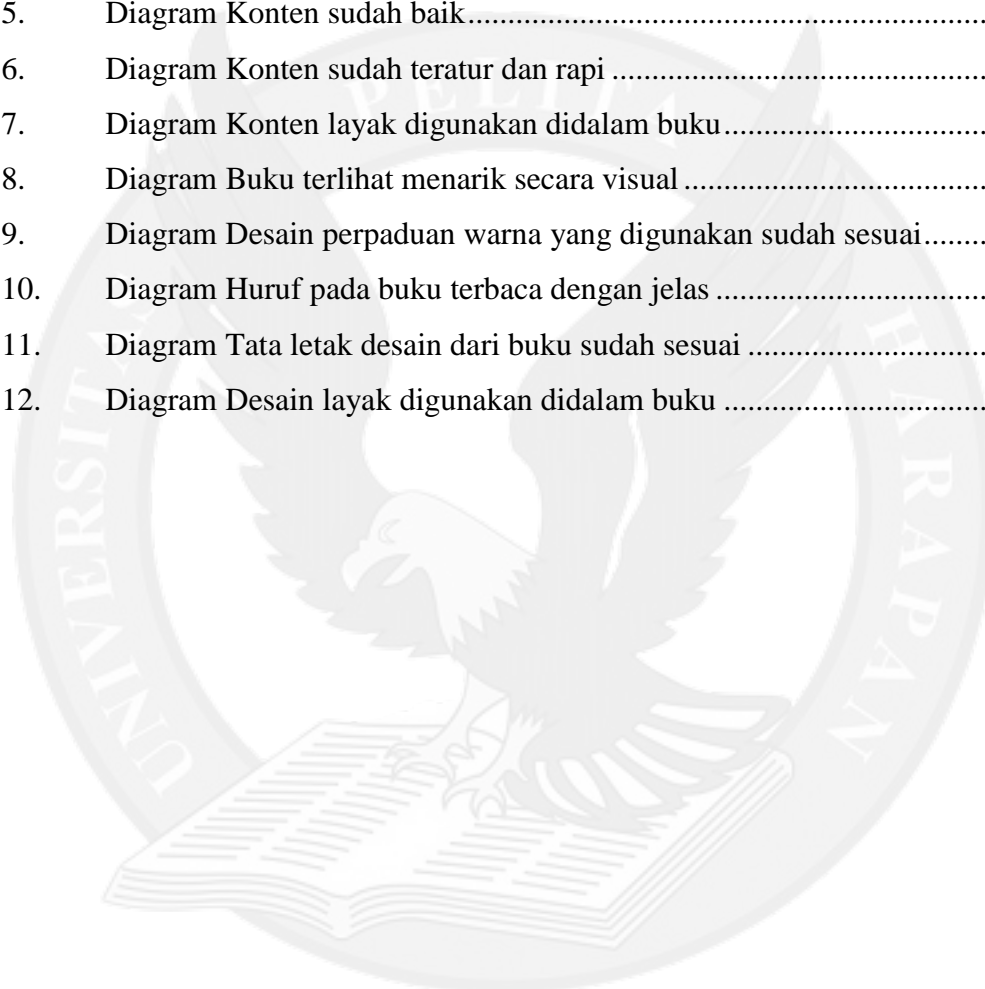 5. Diagram Konten sudah baik..............................................................
6. Diagram Konten sudah teratur dan rapi..............................................
7. Diagram Konten layak digunakan didalam buku................................
8. Diagram Buku terlihat menarik secara visual.....................................
9. Diagram Desain perpaduan warna yang digunakan sudah sesuai........
10. Diagram Huruf pada buku terbaca dengan jelas.................................
11. Diagram Tata letak desain dari buku sudah sesuai.............................
12. Diagram Desain layak digunakan didalam buku................................
UNIVERSITAS PELITA HARAPAN